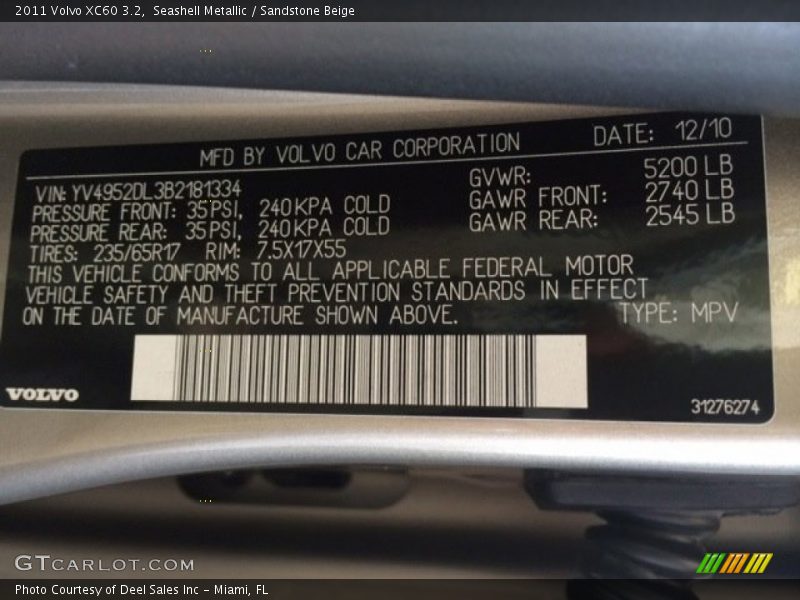 2011 Volvo XC60 3.2,  Seashell Metallic / Sandstone Beige
MFD BY VOLVO CAR CORPORATION DATE: 12/10
VIN: YV4952DL3B2181334 GVWR: 5200 LB
PRESSURE FRONT: 35PSI, 240KPA COLD GAWR FRONT: 2740 LB
PRESSURE REAR: 35PSI, 240KPA COLD GAWR REAR: 2545 LB
TIRES: 235/65R17 RIM: 7.5X17X55
THIS VEHICLE CONFORMS TO ALL APPLICABLE FEDERAL MOTOR
VEHICLE SAFETY AND THEFT PREVENTION STANDARDS IN EFFECT
ON THE DATE OF MANUFACTURE SHOWN ABOVE. TYPE: MPV
VOLVO 31276274
GTCARLOT.COM
Photo Courtesy of Deel Sales Inc - Miami, FL